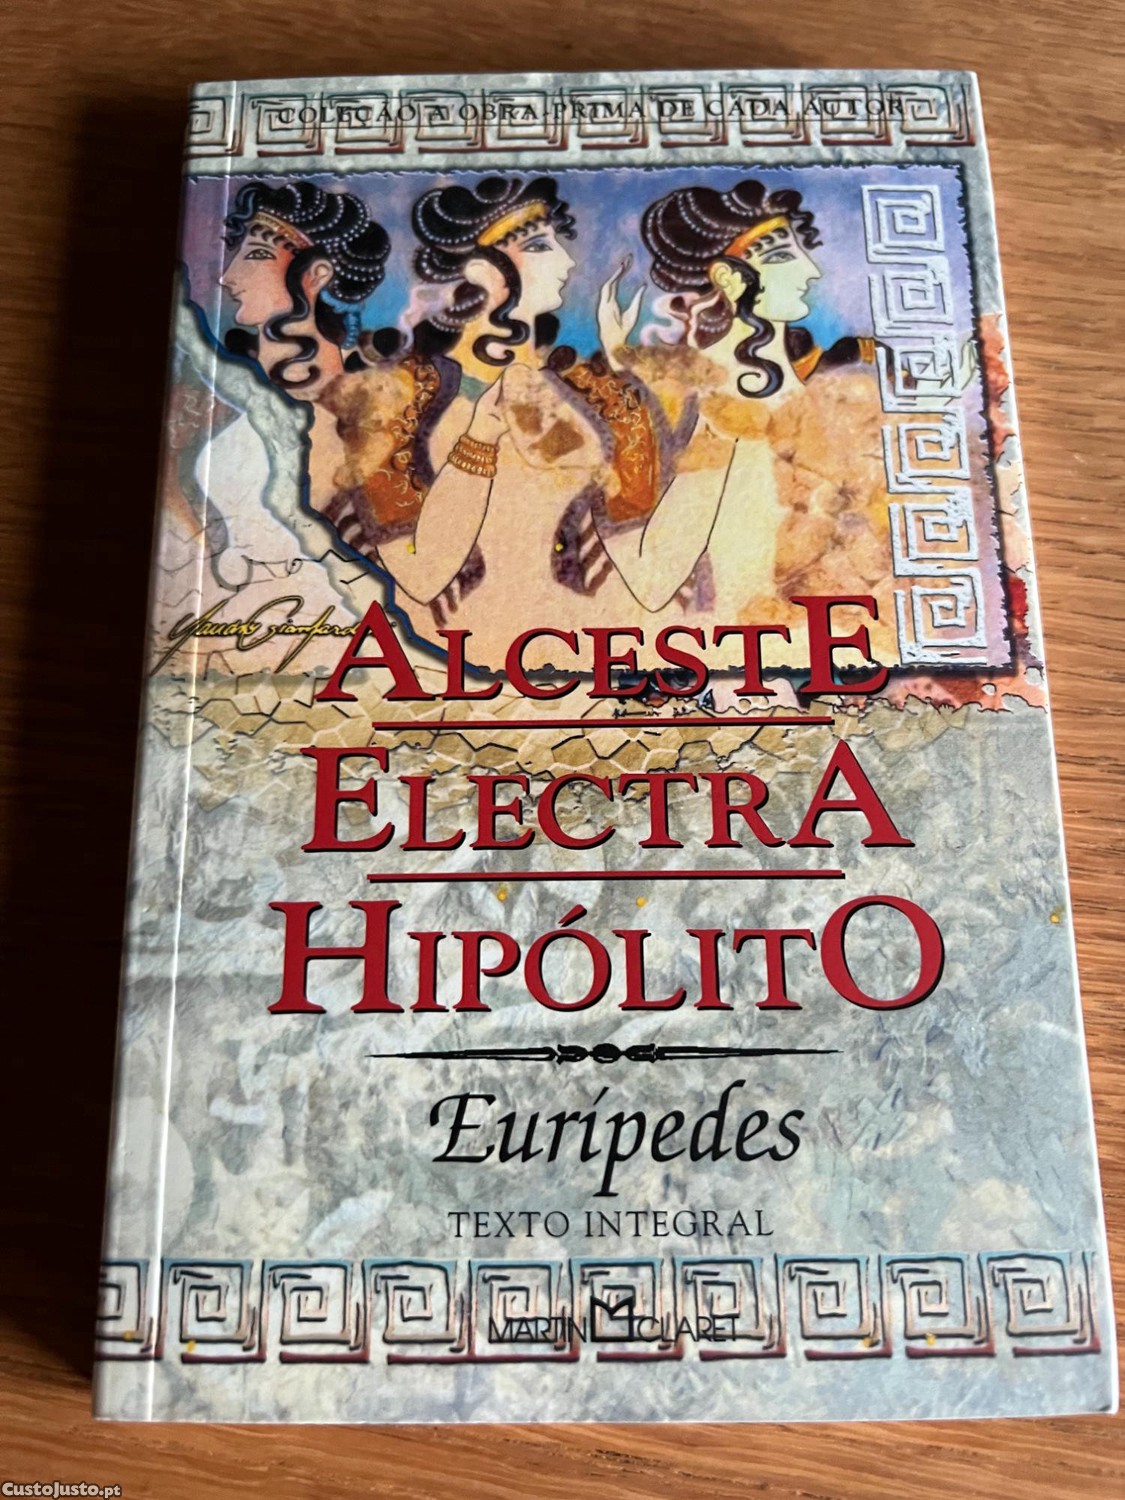 COLEÇÃO A OBRA-PRIMA DE CADA AUTOR
ALCESTE
ELECTRA
HIPÓLITO
Eurípedes
TEXTO INTEGRAL
MARTIN CLARET
CustoJusto.pt